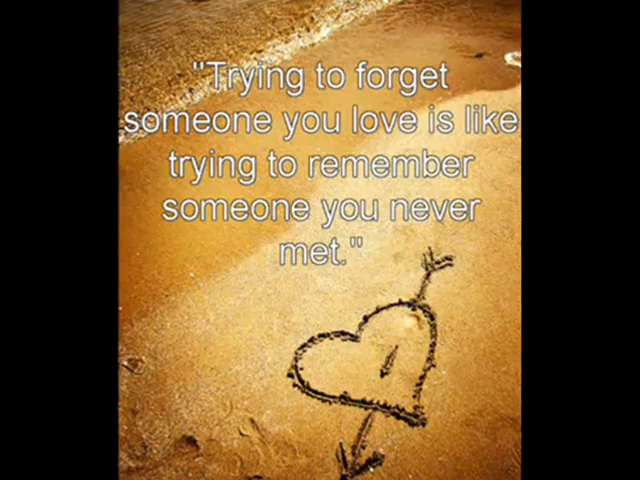 "Trying to forget
someone you love is like
trying to remember
someone you never
met."